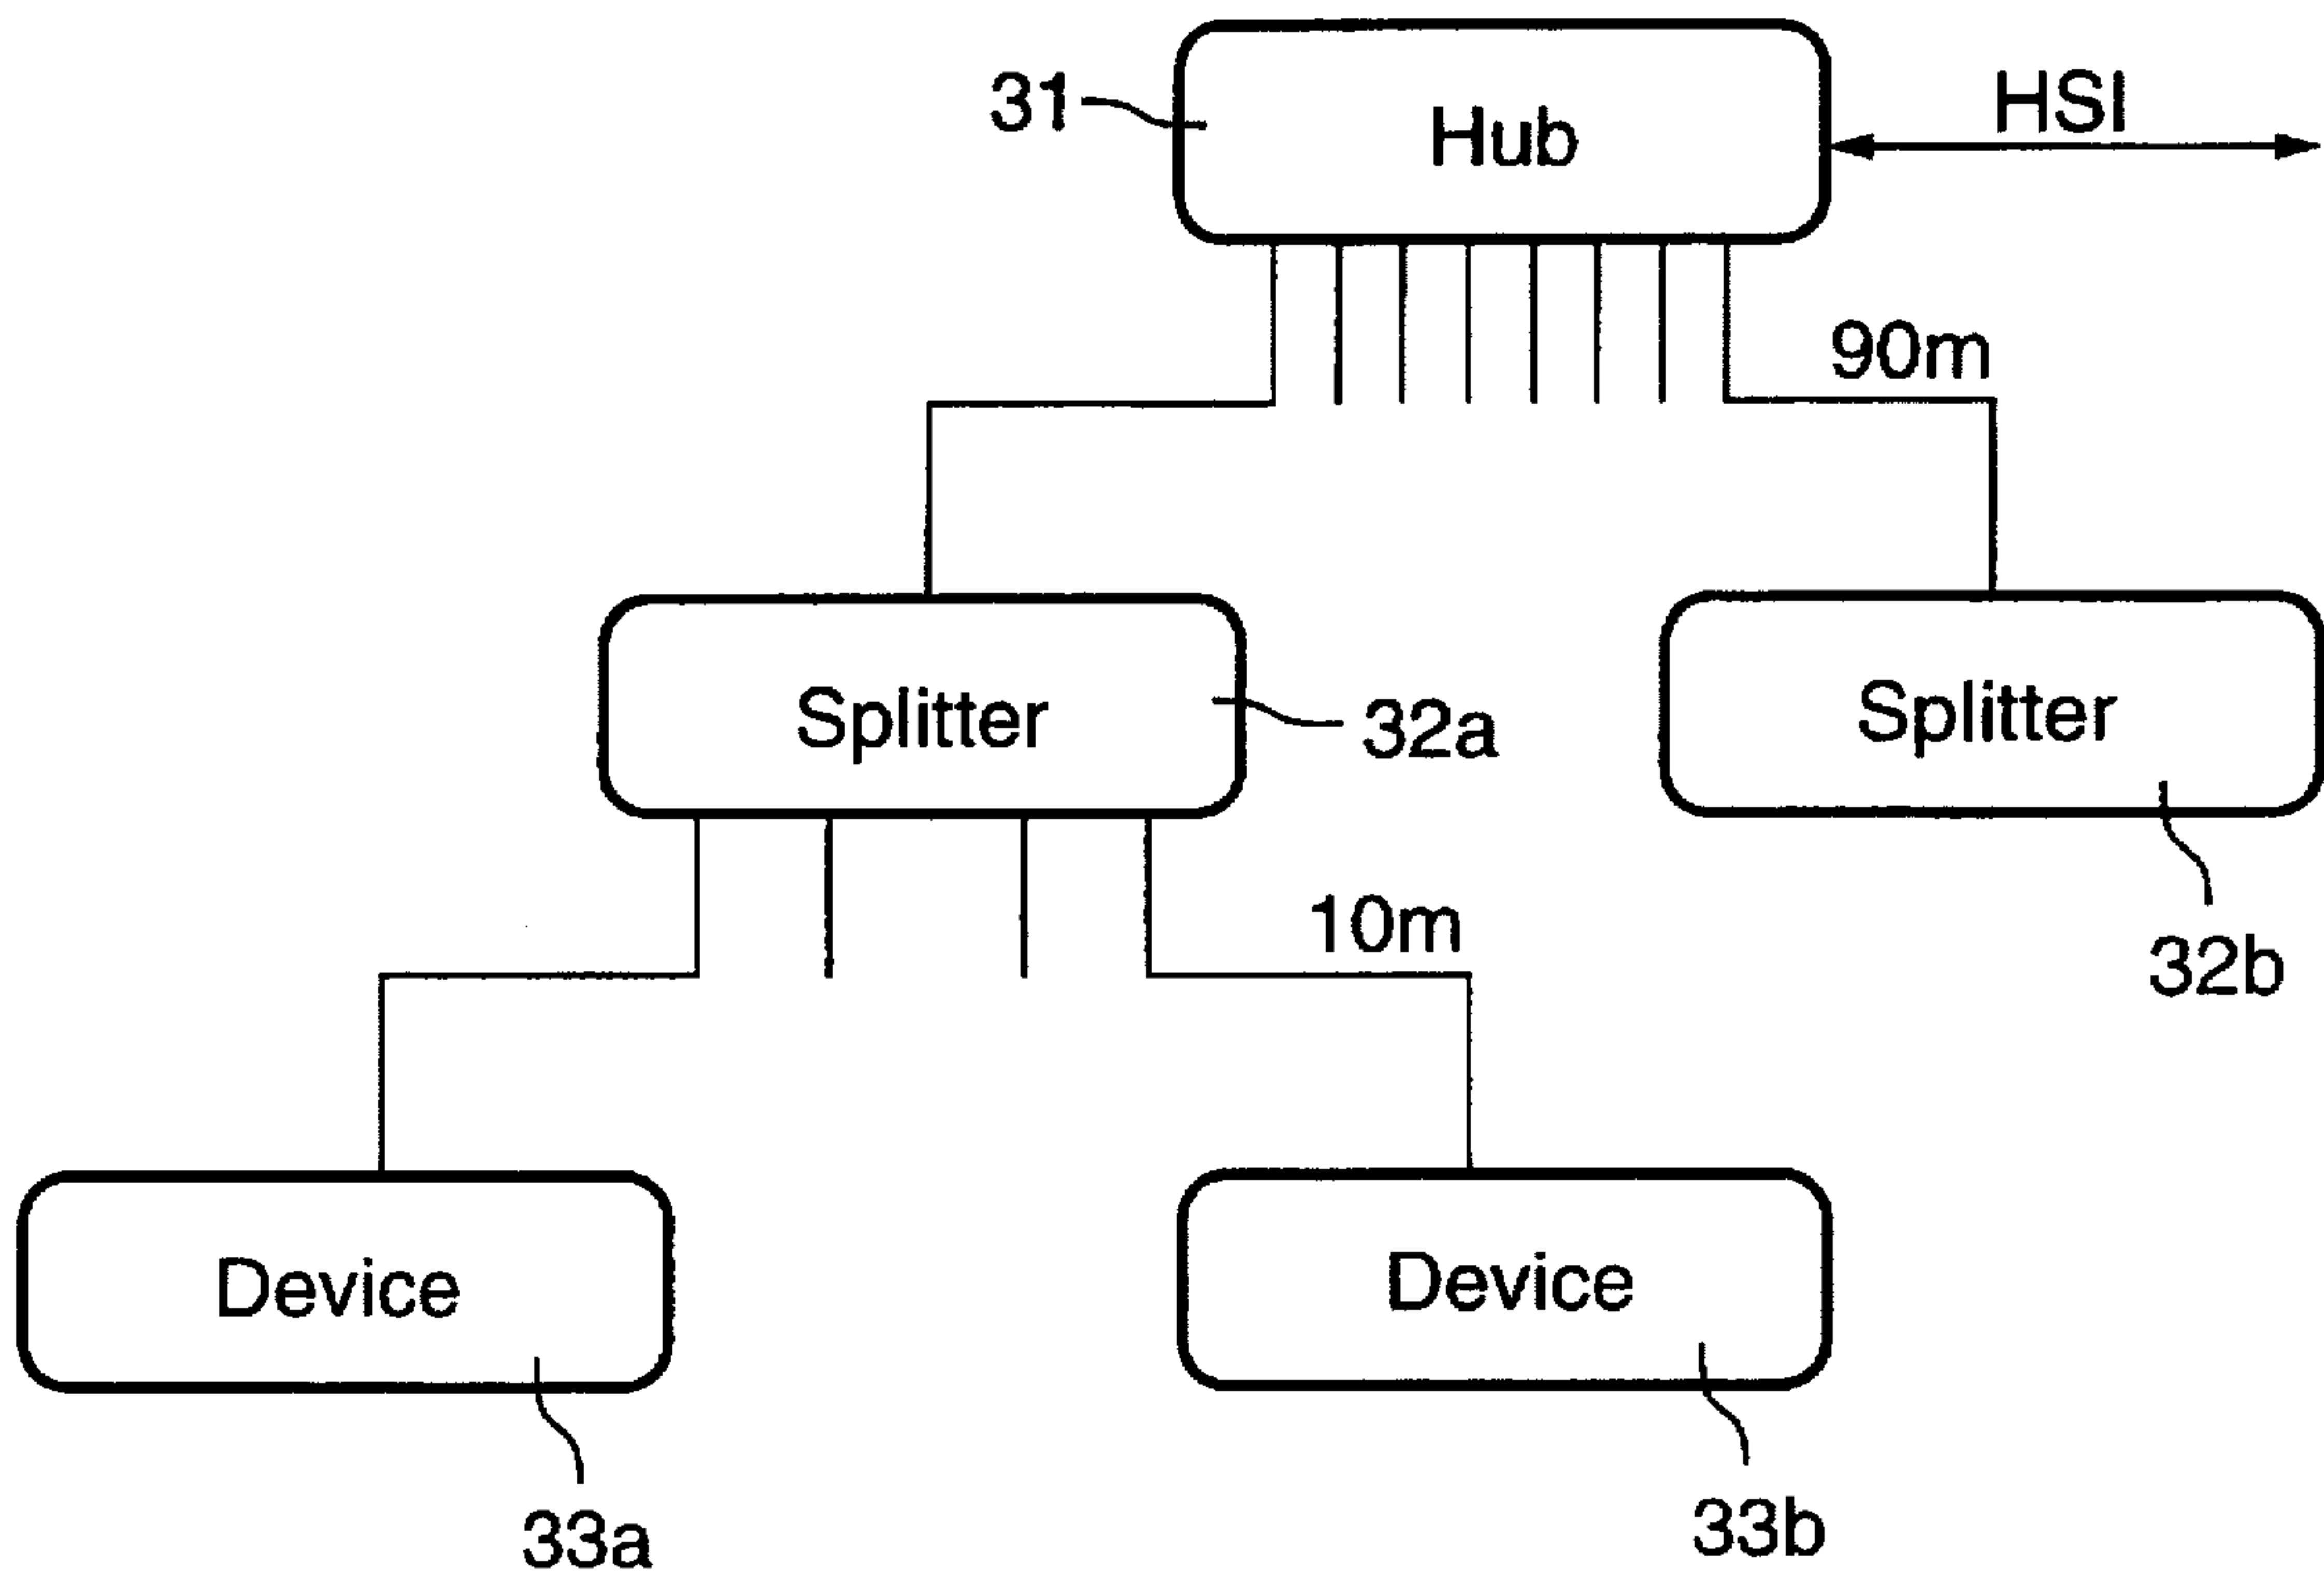 31
Hub
HSI
90m
Splitter
32a
Splitter
32b
10m
Device
33a
Device
33b